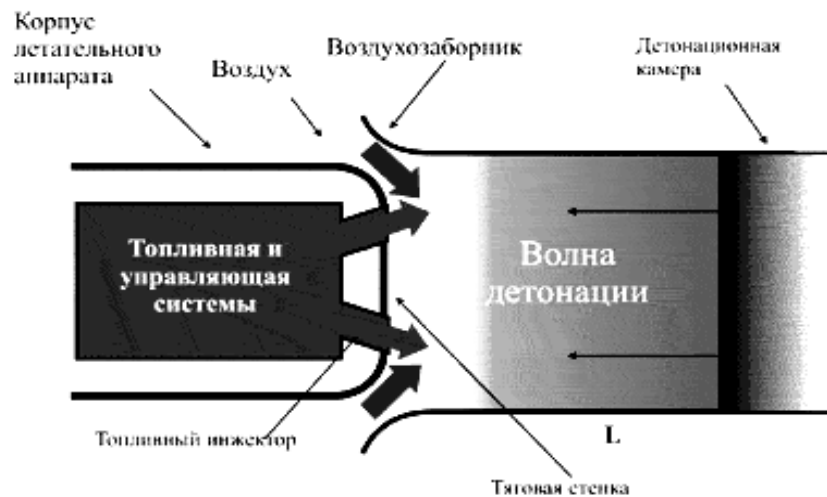 Корпус
летательного
аппарата
Воздух
Воздухозаборник
Детонационная
камера
Топливная и
управляющая
системы
Волна
детонации
Топливный инжектор
L
Тяговая стенка